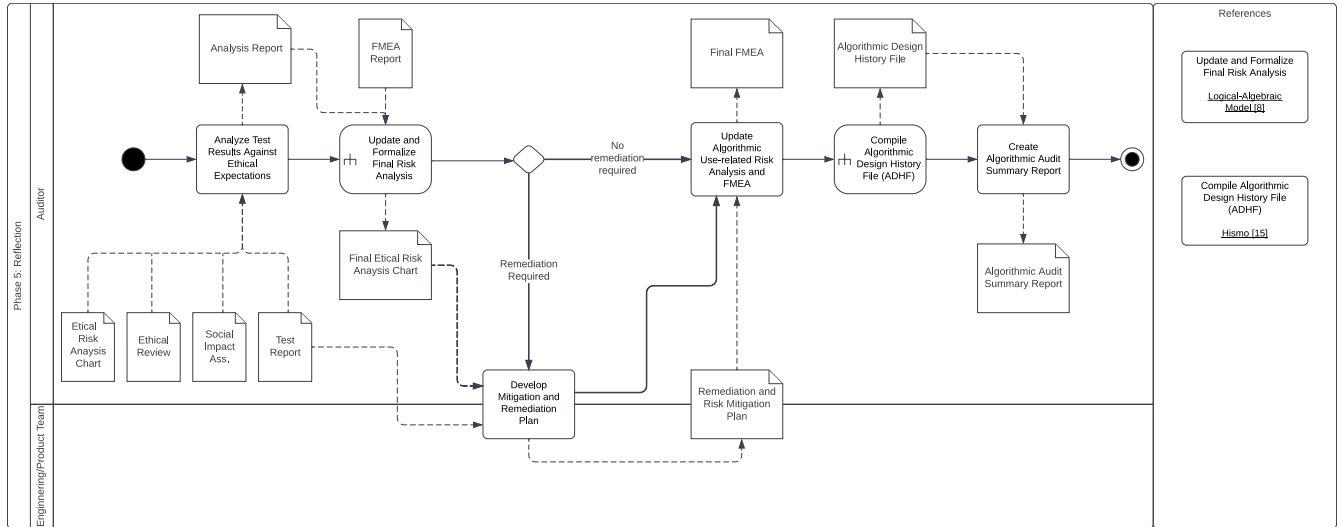 Phase 5: Reflection
Auditor
Enginnering/Product Team
Analysis Report
FMEA
Report
Final FMEA
Algorithmic Design
History File
Analyze Test
Results Against
Ethical
Expectations
Update and
Formalize
Final Risk
Analysis
No
remediation
required
Update
Algorithmic
Use-related Risk
Analysis and
FMEA
Compile
Algorithmic
Design History
File (ADHF)
Create
Algorithmic Audit
Summary Report
Final Etical Risk
Anaysis Chart
Remediation
Required
Algorithmic Audit
Summary Report
Etical
Risk
Anaysis
Chart
Ethical
Review
Social
Impact
Ass.
Test
Report
Develop
Mitigation and
Remediation
Plan
Remediation and
Risk Mitigation
Plan
References
Update and Formalize
Final Risk Analysis
Logical-Algebraic
Model [8]
Compile Algorithmic
Design History File
(ADHF)
Hismo [15]